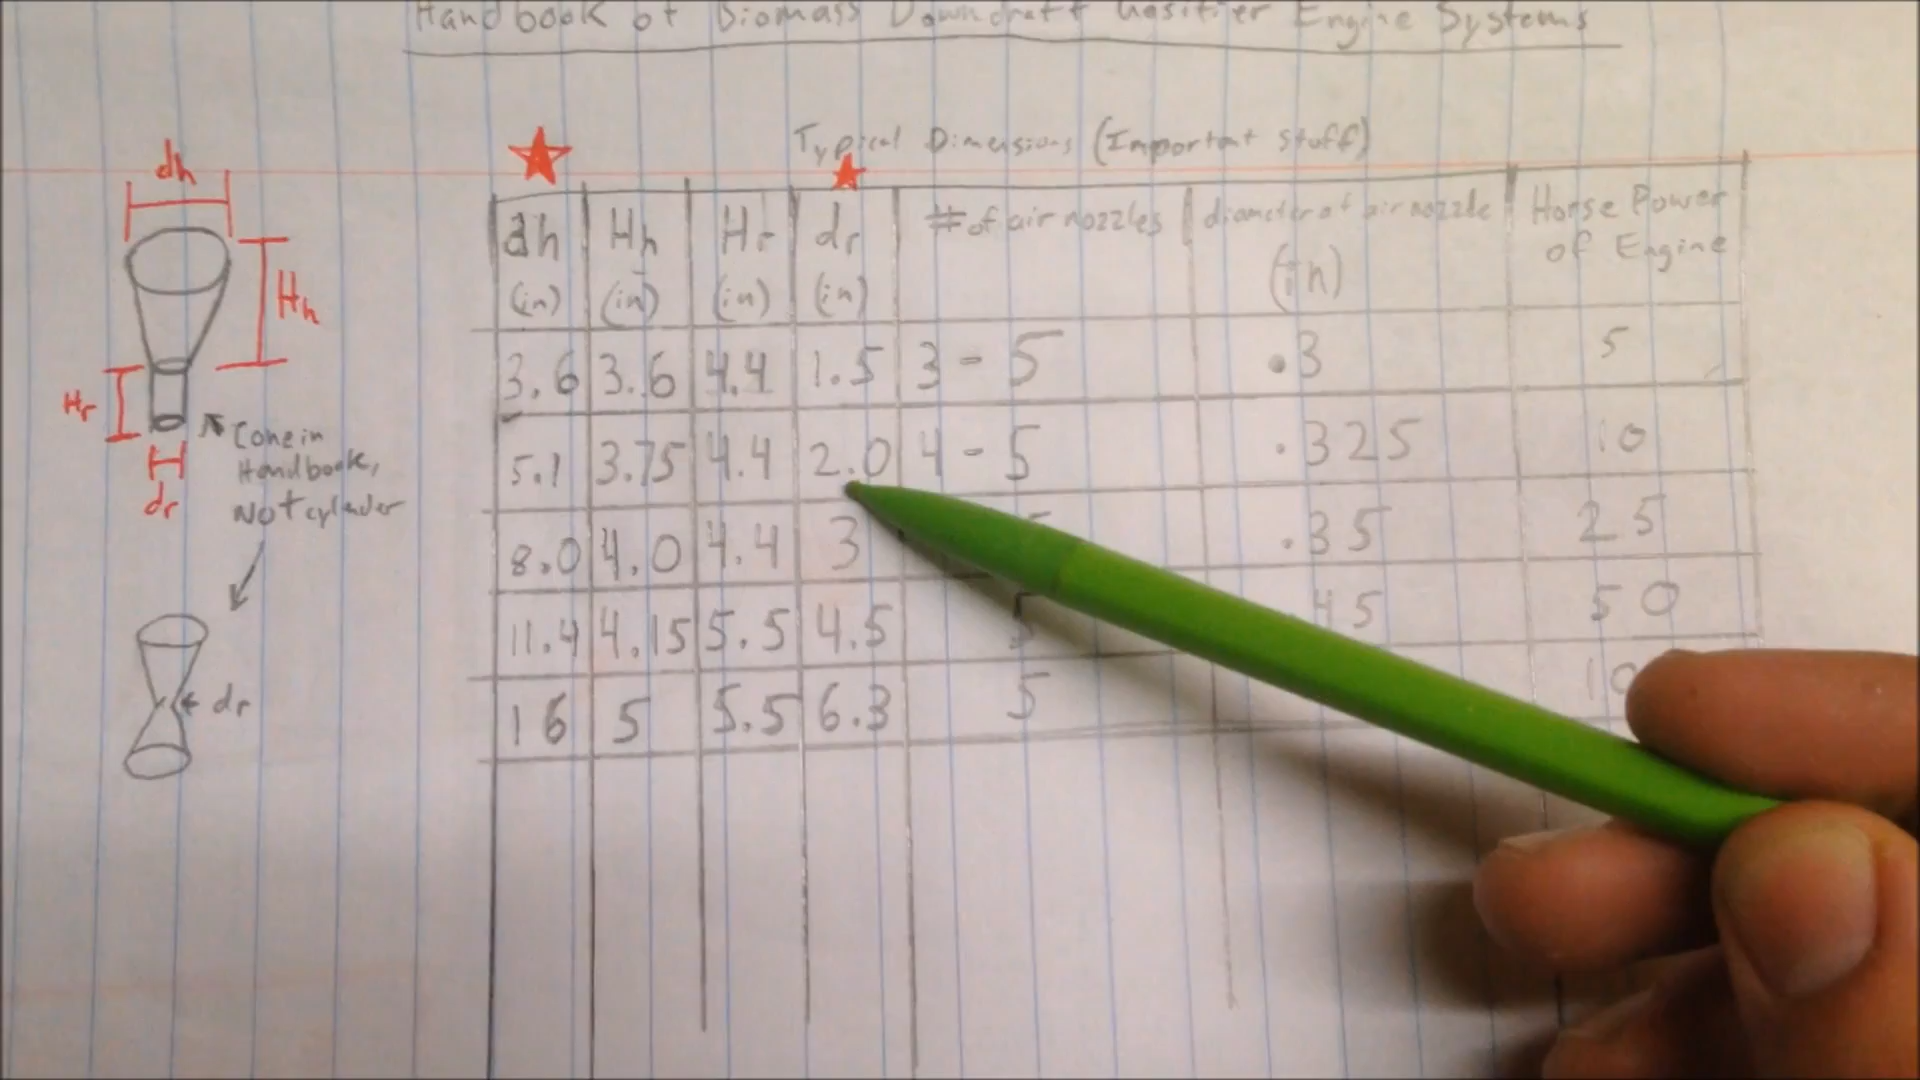 Handbook of Biomass Downdraft Gasifier Engine Systems
Typical Dimensions (Important Stuff)
dh
Hh
Hr
dr
Cone in
Handbook,
Not cylinder
dr
dh (in) Hh (in) Hr (in) dr (in) # of air nozzles diameter of air nozzle (in) Horse Power of Engine
3.6 3.6 4.4 1.5 3 - 5 .3 5
5.1 3.75 4.4 2.0 4 - 5 .325 10
8.0 4.0 4.4 3 .35 25
11.4 4.15 5.5 4.5 5 45 50
16 5 5.5 6.3 5